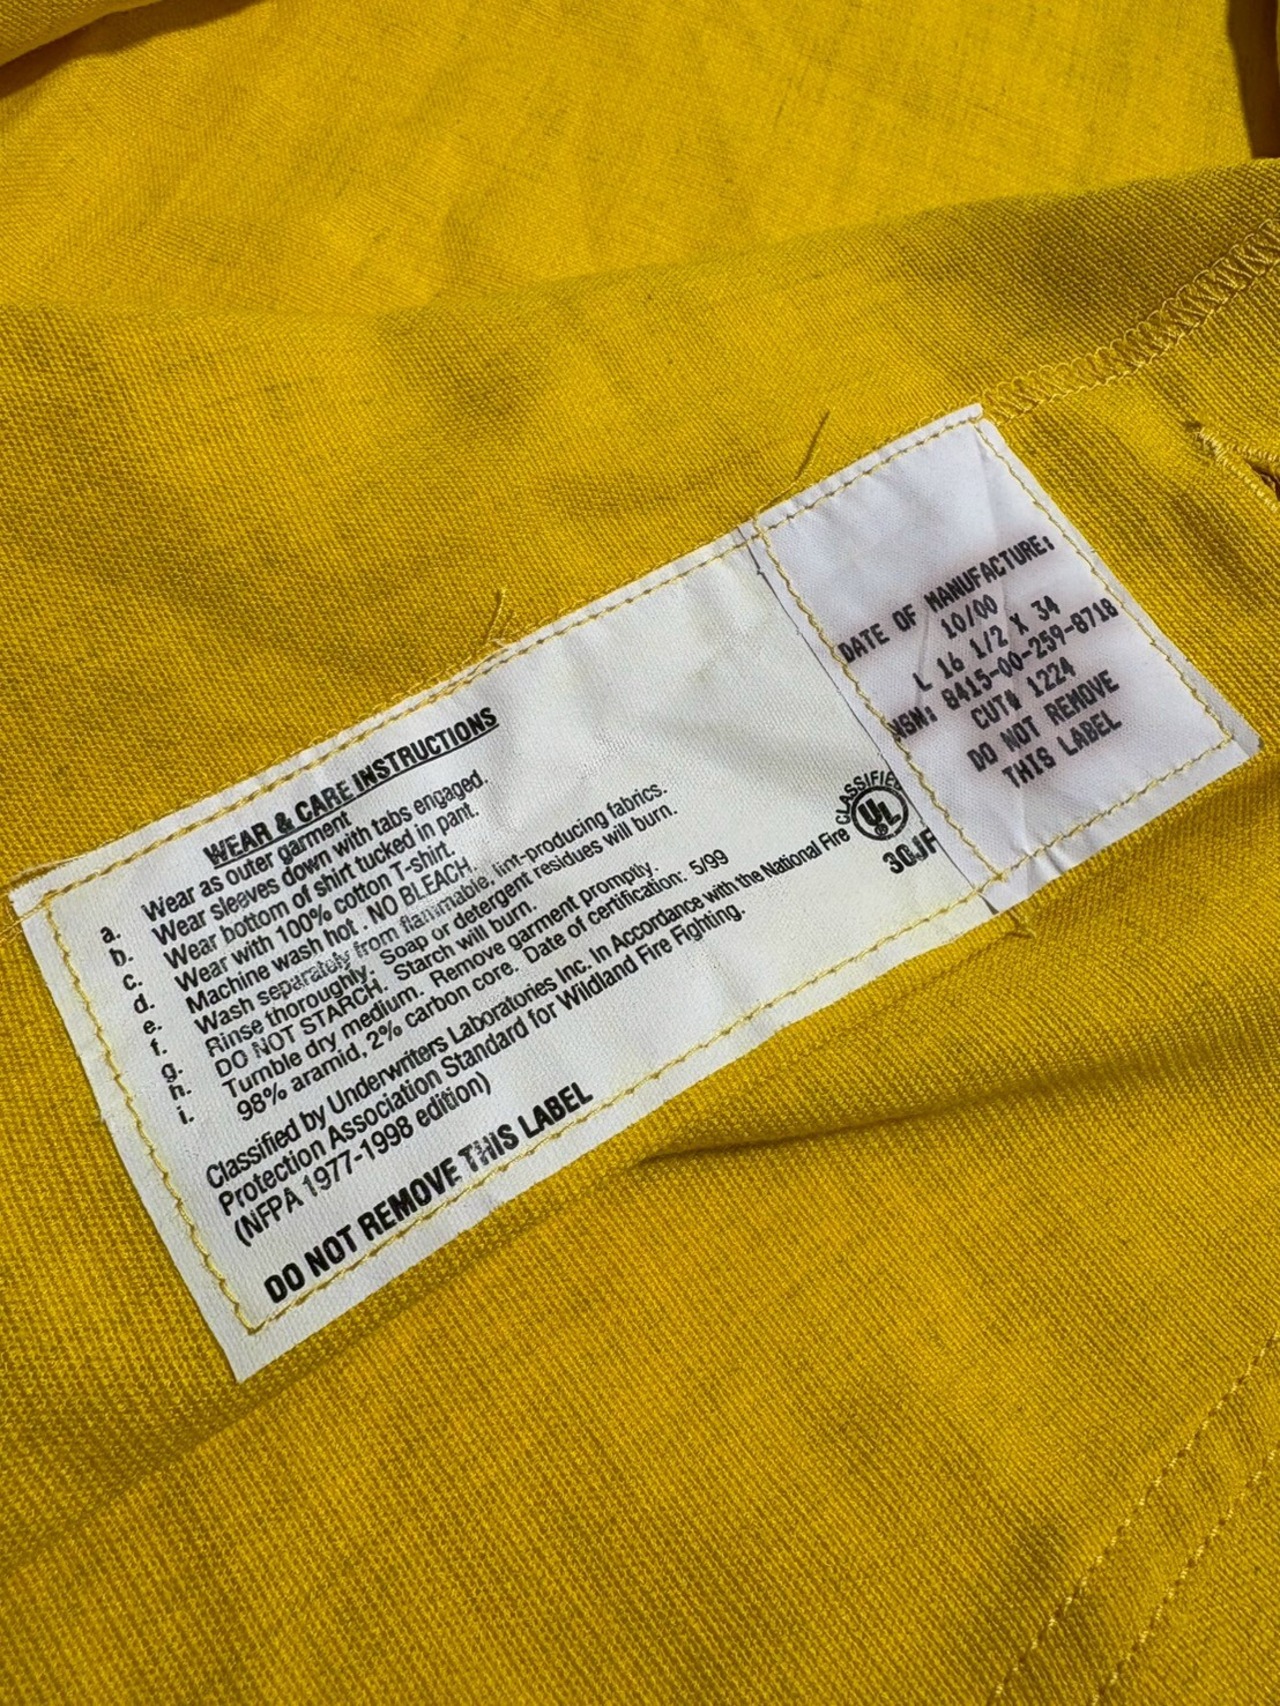 WEAR & CARE INSTRUCTIONS
a. Wear as outer garment
b. Wear sleeves down with tabs engaged.
c. Wear bottom of shirt tucked in pant.
d. Wear with 100% cotton T-shirt.
e. Machine wash hot . NO BLEACH.
f. Wash separately from flammable, lint-producing fabrics.
g. Rinse thoroughly. Soap or detergent residues will burn.
h. DO NOT STARCH. Starch will burn.
i. Tumble dry medium. Remove garment promptly.
98% aramid, 2% carbon core. Date of certification: 5/99
Classified by Underwriters Laboratories Inc. In Accordance with the National Fire
Protection Association Standard for Wildland Fire Fighting.
(NFPA 1977-1998 edition)
DO NOT REMOVE THIS LABEL
CLASSIFIED
UL
®
30JF
DATE OF MANUFACTURE:
10/00
L 16 1/2 X 34
NSM: 8415-00-259-8718
CUT# 1224
DO NOT REMOVE
THIS LABEL